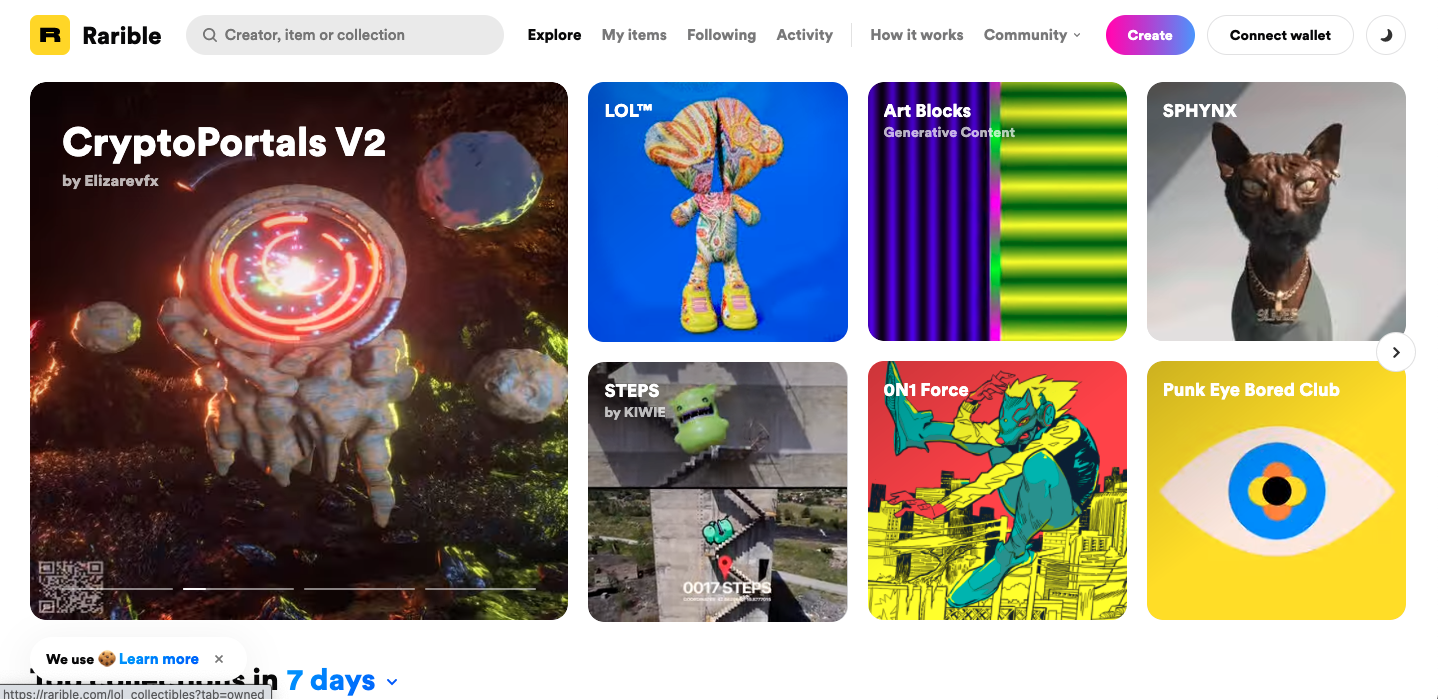 R Rarible
Creator, item or collection
Explore My items Following Activity How it works Community Create Connect wallet
CryptoPortals V2
by Elizarevfx
LOL™
Art Blocks
Generative Content
SPHYNX
STEPS
by KIWIE
0017 STEPS
0N1 Force
Punk Eye Bored Club
We use 🍪 Learn more ×
Top collections in 7 days
https://rarible.com/lol_collectibles?tab=owned